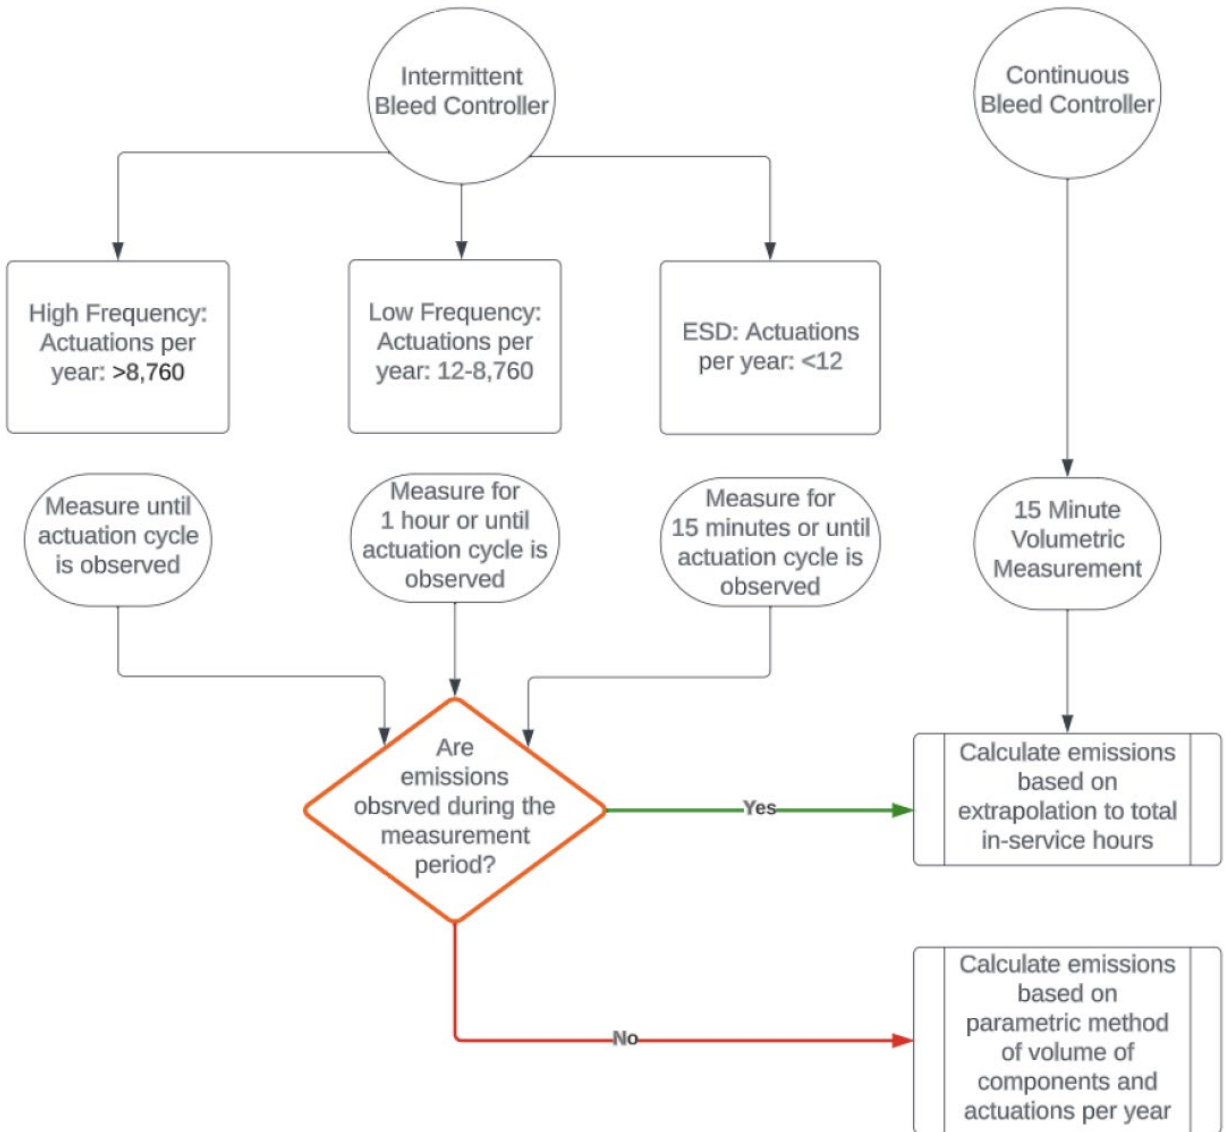 Intermittent
Bleed Controller
Continuous
Bleed Controller
High Frequency:
Actuations per
year: >8,760
Low Frequency:
Actuations per
year: 12-8,760
ESD: Actuations
per year: <12
Measure until
actuation cycle
is observed
Measure for
1 hour or until
actuation cycle is
observed
Measure for
15 minutes or until
actuation cycle is
observed
15 Minute
Volumetric
Measurement
Are
emissions
obsrved during the
measurement
period?
Yes
Calculate emissions
based on
extrapolation to total
in-service hours
No
Calculate emissions
based on
parametric method
of volume of
components and
actuations per year